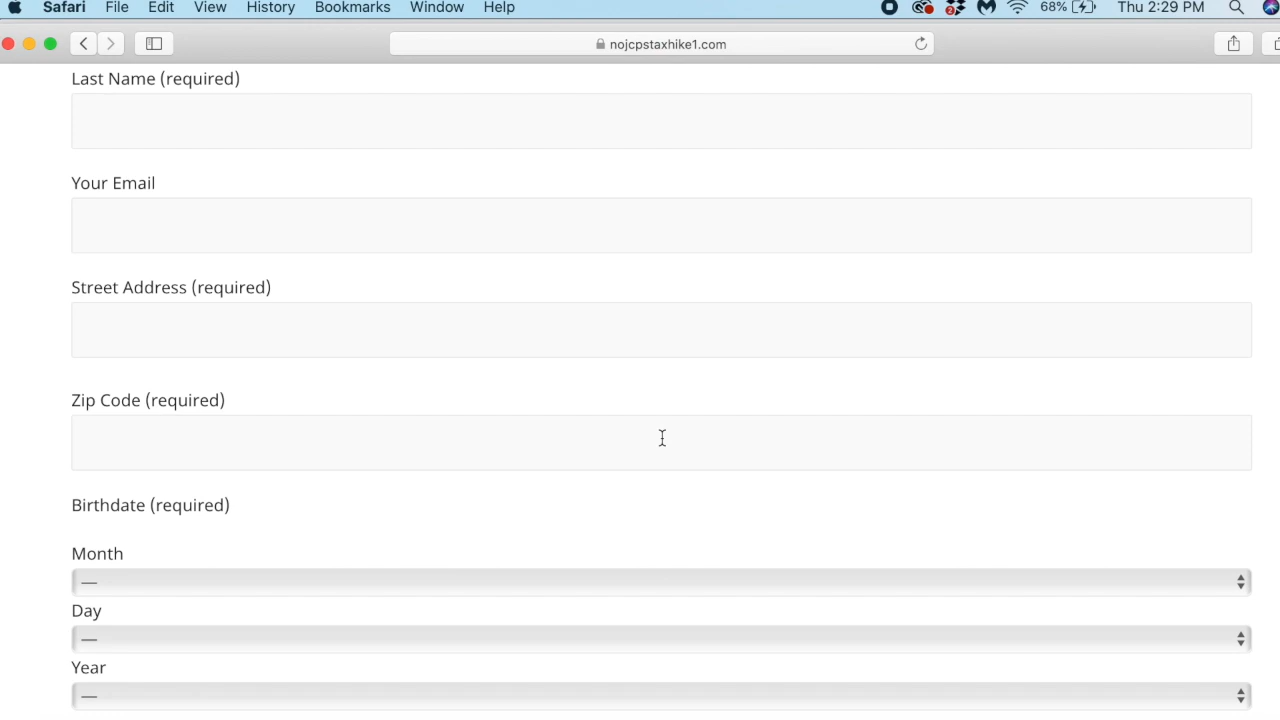 Safari File Edit View History Bookmarks Window Help 2 68% Thu 2:29 PM
nojcpstaxhike1.com
Last Name (required)
Your Email
Street Address (required)
Zip Code (required)
Birthdate (required)
Month
—
Day
—
Year
—